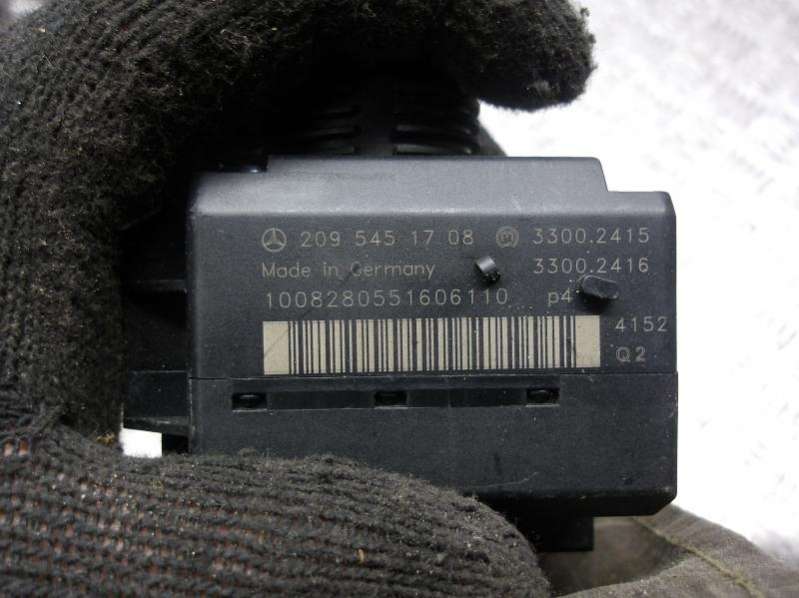 209 545 17 08 m 3300.2415
Made in Germany 3300.2416
1008280551606110 p4
4152
Q2